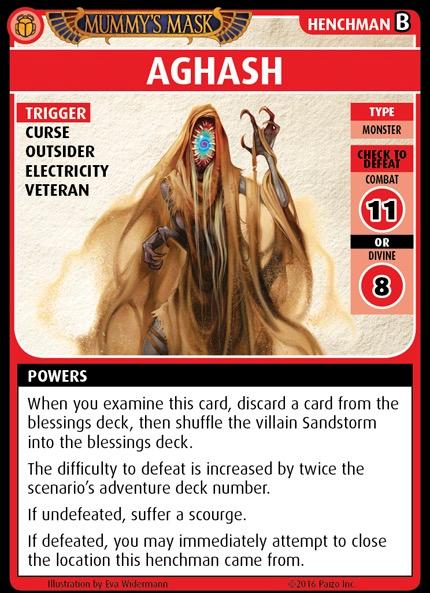 MUMMY'S MASK
HENCHMAN B
AGHASH
TRIGGER
CURSE
OUTSIDER
ELECTRICITY
VETERAN
TYPE
MONSTER
CHECK TO
DEFEAT
COMBAT
11
OR
DIVINE
8
POWERS
When you examine this card, discard a card from the
blessings deck, then shuffle the villain Sandstorm
into the blessings deck.
The difficulty to defeat is increased by twice the
scenario's adventure deck number.
If undefeated, suffer a scourge.
If defeated, you may immediately attempt to close
the location this henchman came from.
Illustration by Eva Widermann
©2016 Paizo Inc.